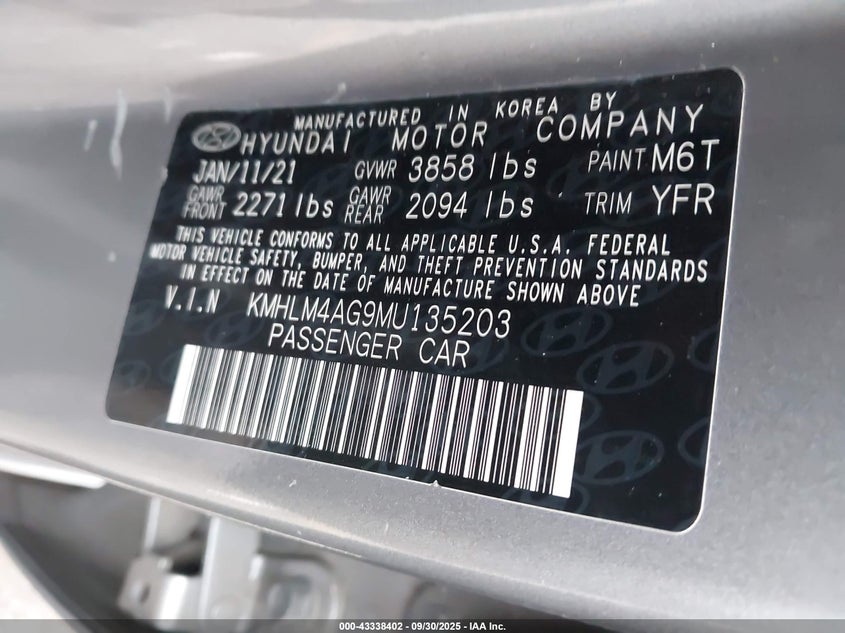 MANUFACTURED IN KOREA BY
HYUNDAI MOTOR COMPANY
JAN/11/21 GVWR 3858 lbs PAINT M6T
GAWR FRONT 2271 lbs GAWR REAR 2094 lbs TRIM YFR
THIS VEHICLE CONFORMS TO ALL APPLICABLE U.S.A. FEDERAL
MOTOR VEHICLE SAFETY, BUMPER, AND THEFT PREVENTION STANDARDS
IN EFFECT ON THE DATE OF MANUFACTURE SHOWN ABOVE
V.I.N KMHLM4AG9MU135203
PASSENGER CAR
000-43338402 - 09/30/2025 - IAA Inc.